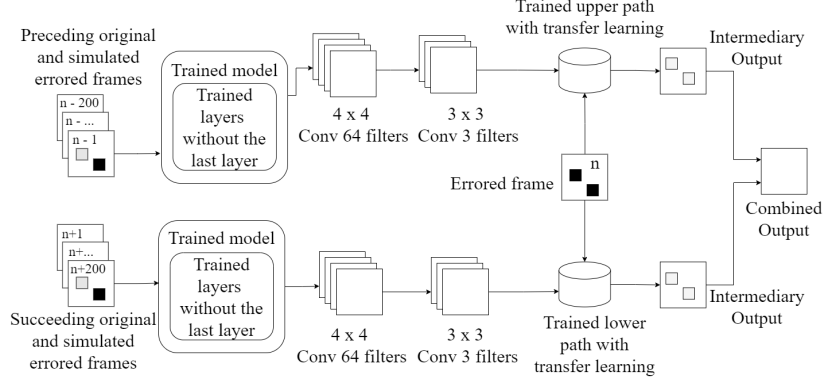 Preceding original
and simulated
errored frames
n - 200
n - ...
n - 1
Trained model
Trained
layers
without the
last layer
4 x 4
Conv 64 filters
3 x 3
Conv 3 filters
Trained upper path
with transfer learning
Intermediary
Output
Errored frame
n
Combined
Output
n+1
n+...
n+200
Succeeding original
and simulated
errored frames
Trained model
Trained
layers
without the
last layer
4 x 4
Conv 64 filters
3 x 3
Conv 3 filters
Trained lower
path with
transfer learning
Intermediary
Output